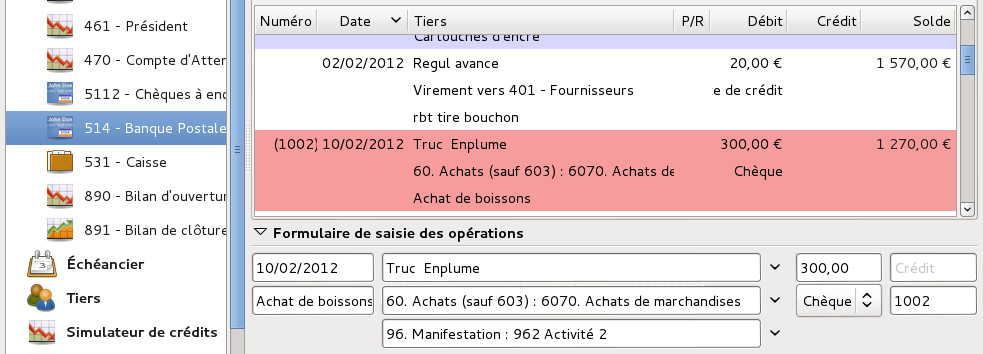 461 - Président
470 - Compte d'Atter
5112 - Chèques à enc
514 - Banque Postale
531 - Caisse
890 - Bilan d'ouvertur
891 - Bilan de clôture
Échéancier
Tiers
Simulateur de crédits
Numéro Date Tiers P/R Débit Crédit Solde
Cartouches d'encre
02/02/2012 Regul avance 20,00 € 1 570,00 €
Virement vers 401 - Fournisseurs e de crédit
rbt tire bouchon
(1002) 10/02/2012 Truc Enplume 300,00 € 1 270,00 €
60. Achats (sauf 603) : 6070. Achats de Chèque
Achat de boissons
Formulaire de saisie des opérations
10/02/2012 Truc Enplume 300,00 Crédit
Achat de boissons 60. Achats (sauf 603) : 6070. Achats de marchandises Chèque 1002
96. Manifestation : 962 Activité 2